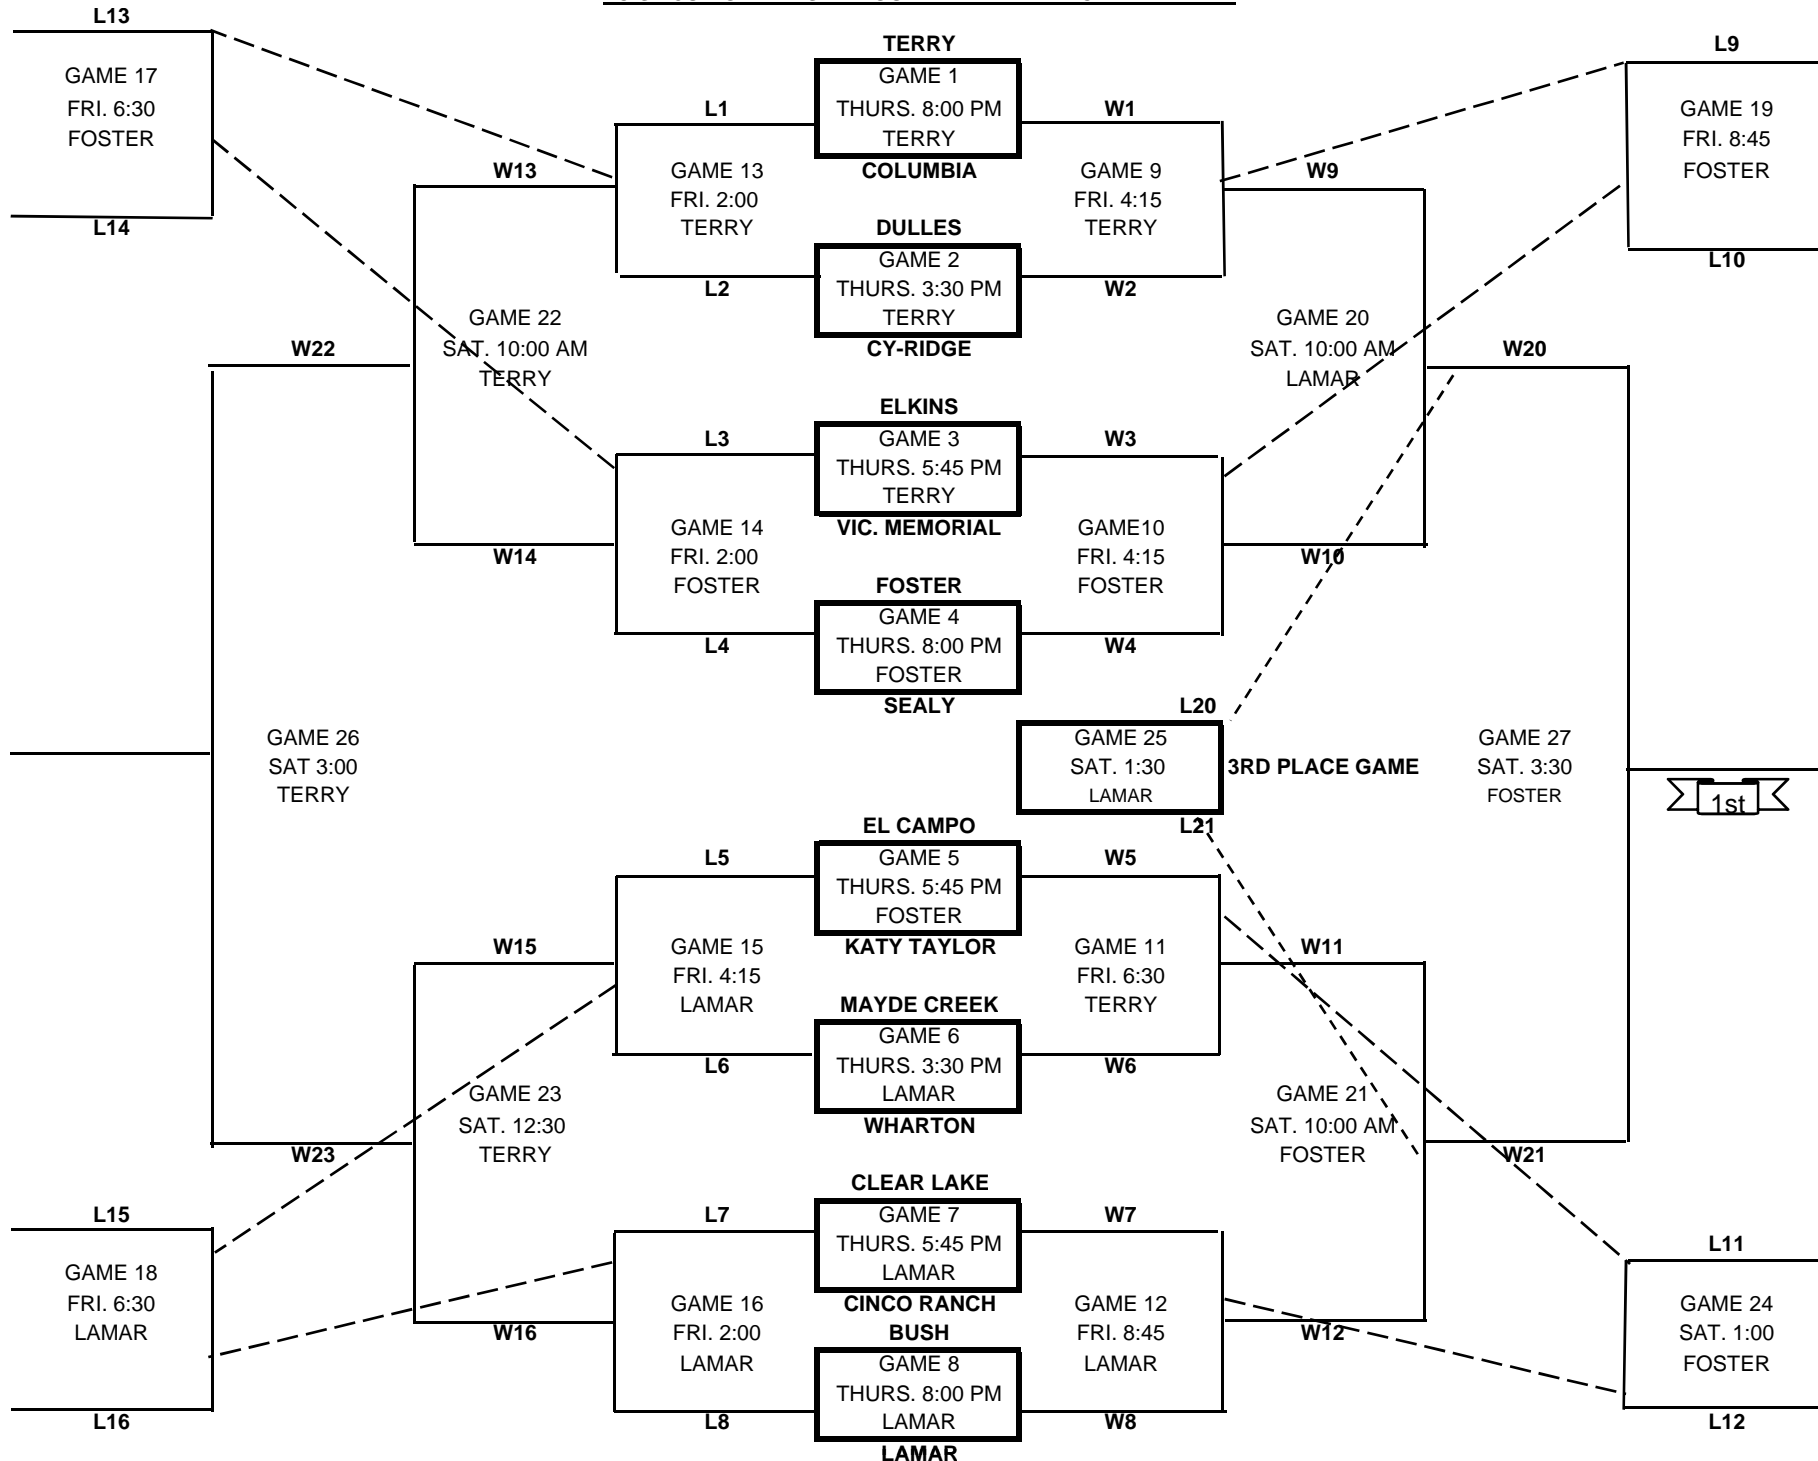 L13
GAME 17
FRI. 6:30
FOSTER
L14
TERRY
GAME 1
THURS. 8:00 PM
TERRY
COLUMBIA
L1
W1
L9
GAME 19
FRI. 8:45
FOSTER
L10
W13
GAME 13
FRI. 2:00
TERRY
GAME 9
FRI. 4:15
TERRY
W9
DULLES
GAME 2
THURS. 3:30 PM
TERRY
CY-RIDGE
L2
W2
W22
GAME 22
SAT. 10:00 AM
TERRY
GAME 20
SAT. 10:00 AM
LAMAR
W20
ELKINS
GAME 3
THURS. 5:45 PM
TERRY
VIC. MEMORIAL
L3
W3
W14
GAME 14
FRI. 2:00
FOSTER
GAME10
FRI. 4:15
FOSTER
W10
FOSTER
GAME 4
THURS. 8:00 PM
FOSTER
SEALY
L4
W4
GAME 26
SAT 3:00
TERRY
L20
GAME 25
SAT. 1:30
LAMAR
3RD PLACE GAME
L21
GAME 27
SAT. 3:30
FOSTER
1st
EL CAMPO
GAME 5
THURS. 5:45 PM
FOSTER
KATY TAYLOR
L5
W5
W15
GAME 15
FRI. 4:15
LAMAR
GAME 11
FRI. 6:30
TERRY
W11
MAYDE CREEK
GAME 6
THURS. 3:30 PM
LAMAR
WHARTON
L6
W6
W23
GAME 23
SAT. 12:30
TERRY
GAME 21
SAT. 10:00 AM
FOSTER
W21
CLEAR LAKE
GAME 7
THURS. 5:45 PM
LAMAR
CINCO RANCH
L7
W7
L15
GAME 18
FRI. 6:30
LAMAR
L16
W16
GAME 16
FRI. 2:00
LAMAR
GAME 12
FRI. 8:45
LAMAR
W12
BUSH
GAME 8
THURS. 8:00 PM
LAMAR
LAMAR
L8
W8
L11
GAME 24
SAT. 1:00
FOSTER
L12